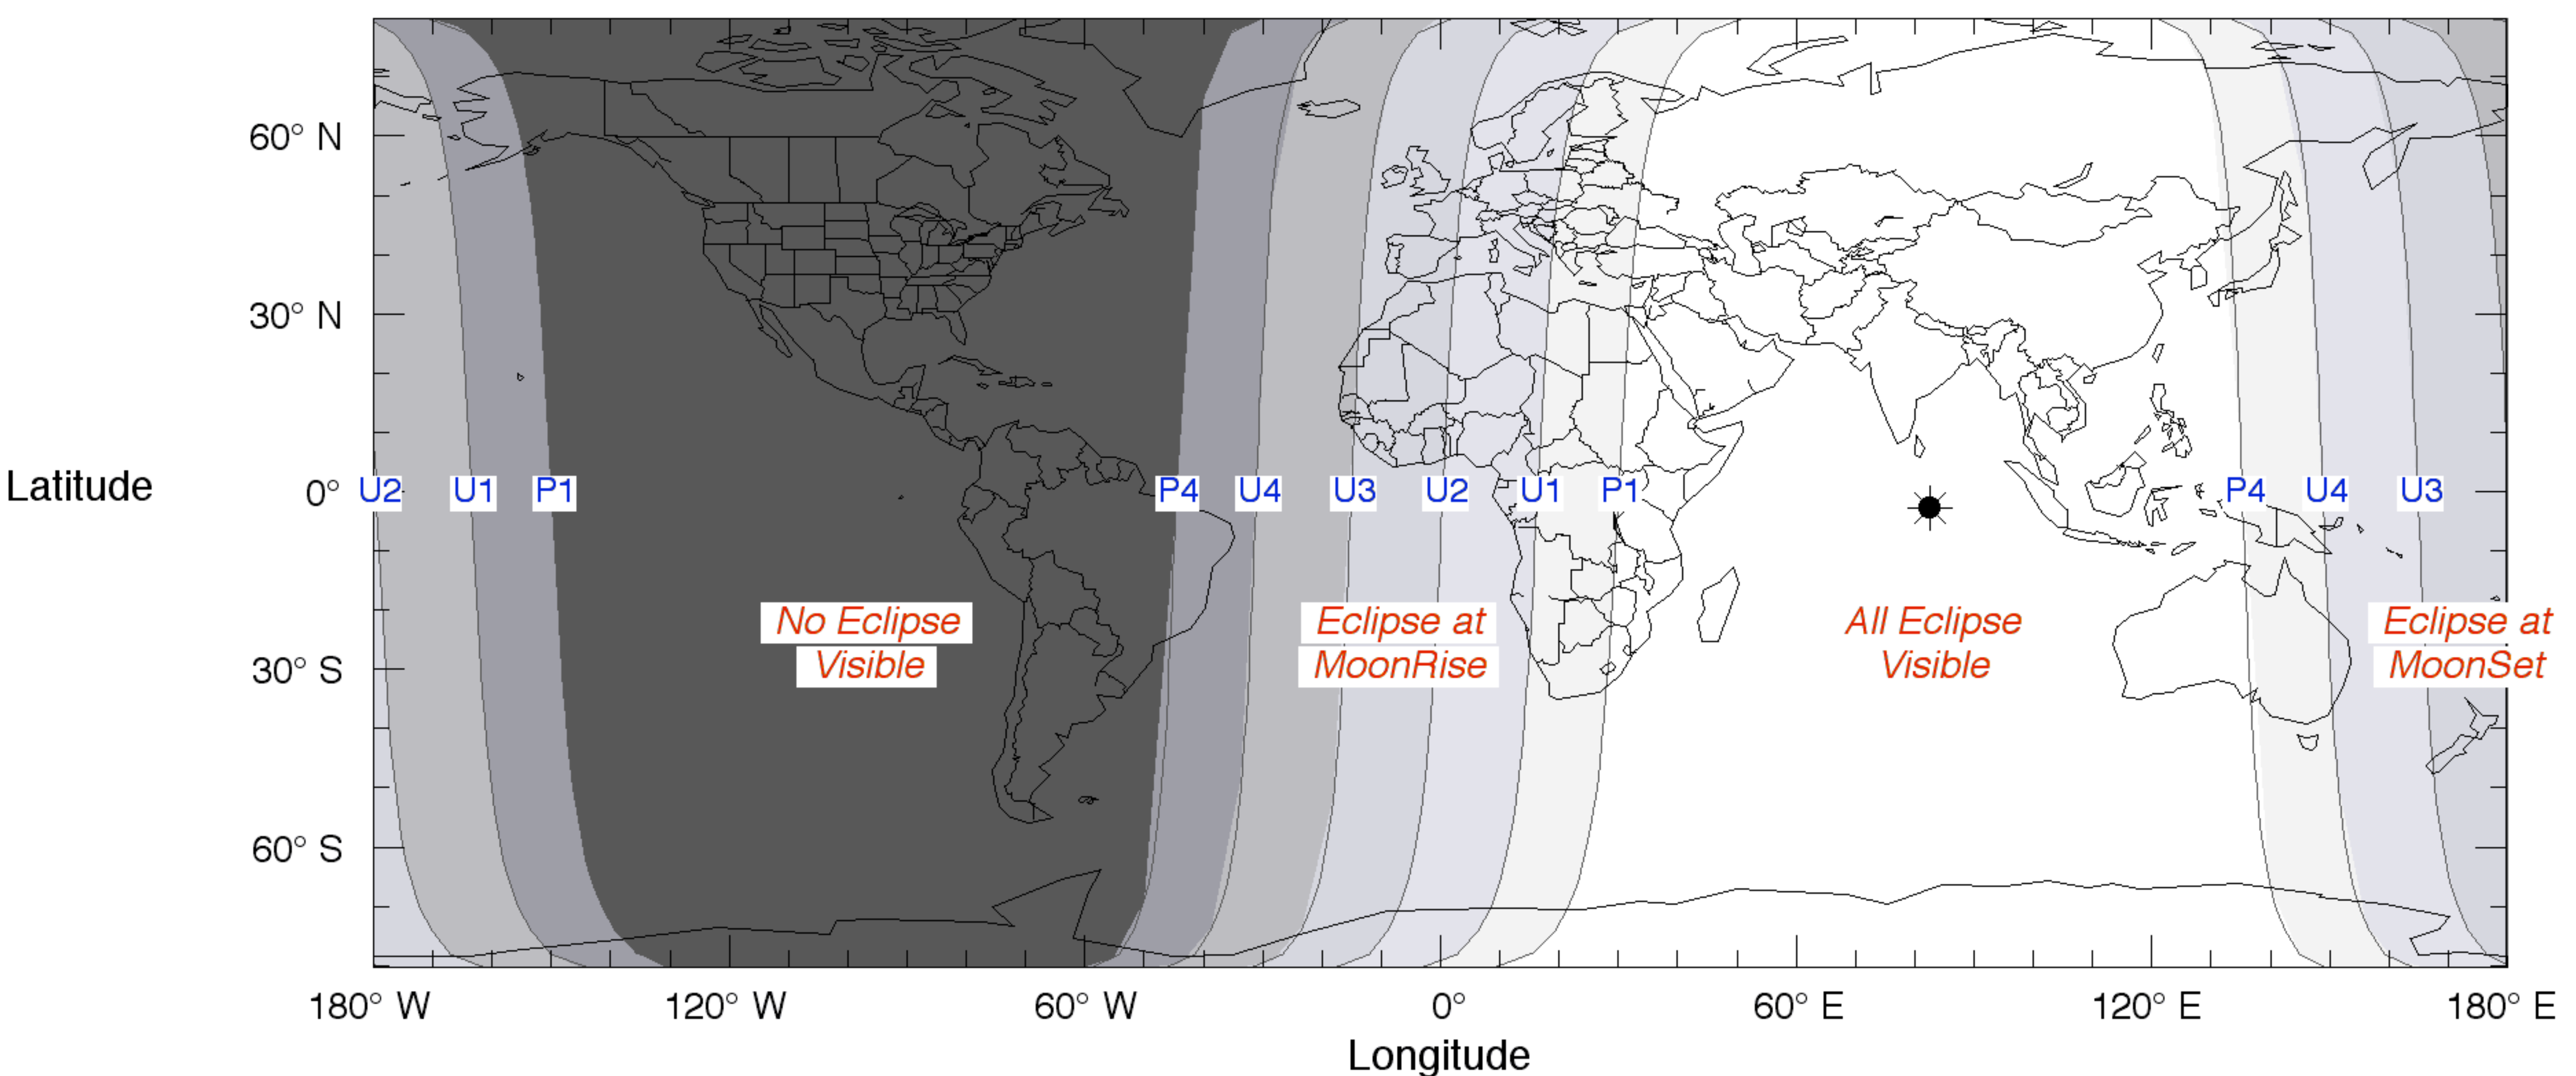 60° N
30° N
Latitude
0°
U2
U1
P1
P4
U4
U3
U2
U1
P1
P4
U4
U3
No Eclipse
Visible
Eclipse at
MoonRise
All Eclipse
Visible
Eclipse at
MoonSet
30° S
60° S
180° W
120° W
60° W
0°
60° E
120° E
180° E
Longitude